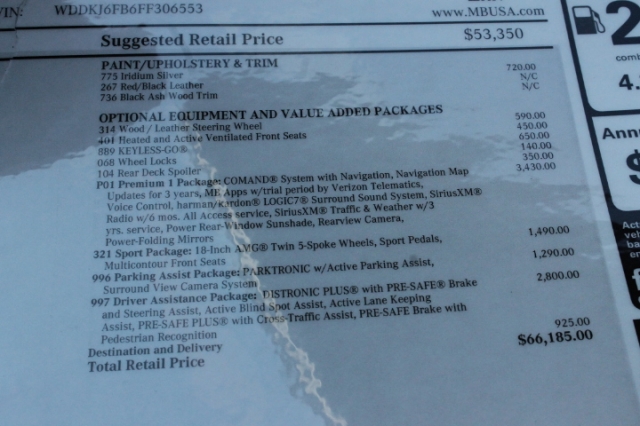 VIN: WDDKJ6FB6FF306553
www.MBUSA.com
Suggested Retail Price $53,350
PAINT/UPHOLSTERY & TRIM
775 Iridium Silver 720.00
267 Red/Black Leather N/C
736 Black Ash Wood Trim N/C
OPTIONAL EQUIPMENT AND VALUE ADDED PACKAGES
314 Wood / Leather Steering Wheel 590.00
401 Heated and Active Ventilated Front Seats 450.00
889 KEYLESS-GO® 650.00
068 Wheel Locks 140.00
104 Rear Deck Spoiler 350.00
P01 Premium 1 Package: COMAND® System with Navigation, Navigation Map 3,430.00
Updates for 3 years, Apps w/trial period by Verizon Telematics,
Voice Control, harman/kardon® LOGIC7® Surround Sound System, SiriusXM®
Radio w/6 mos. All Access service, SiriusXM® Traffic & Weather w/3
yrs. service, Power Rear-Window Sunshade, Rearview Camera,
Power-Folding Mirrors
321 Sport Package: 18-Inch AMG® Twin 5-Spoke Wheels, Sport Pedals, 1,490.00
Multicontour Front Seats
996 Parking Assist Package: PARKTRONIC w/Active Parking Assist, 1,290.00
Surround View Camera System
997 Driver Assistance Package: DISTRONIC PLUS® with PRE-SAFE® Brake 2,800.00
and Steering Assist, Active Blind Spot Assist, Active Lane Keeping
Assist, PRE-SAFE PLUS® with Cross-Traffic Assist, PRE-SAFE Brake with
Pedestrian Recognition
Destination and Delivery 925.00
Total Retail Price $66,185.00
2
comb
4.
Ann
$